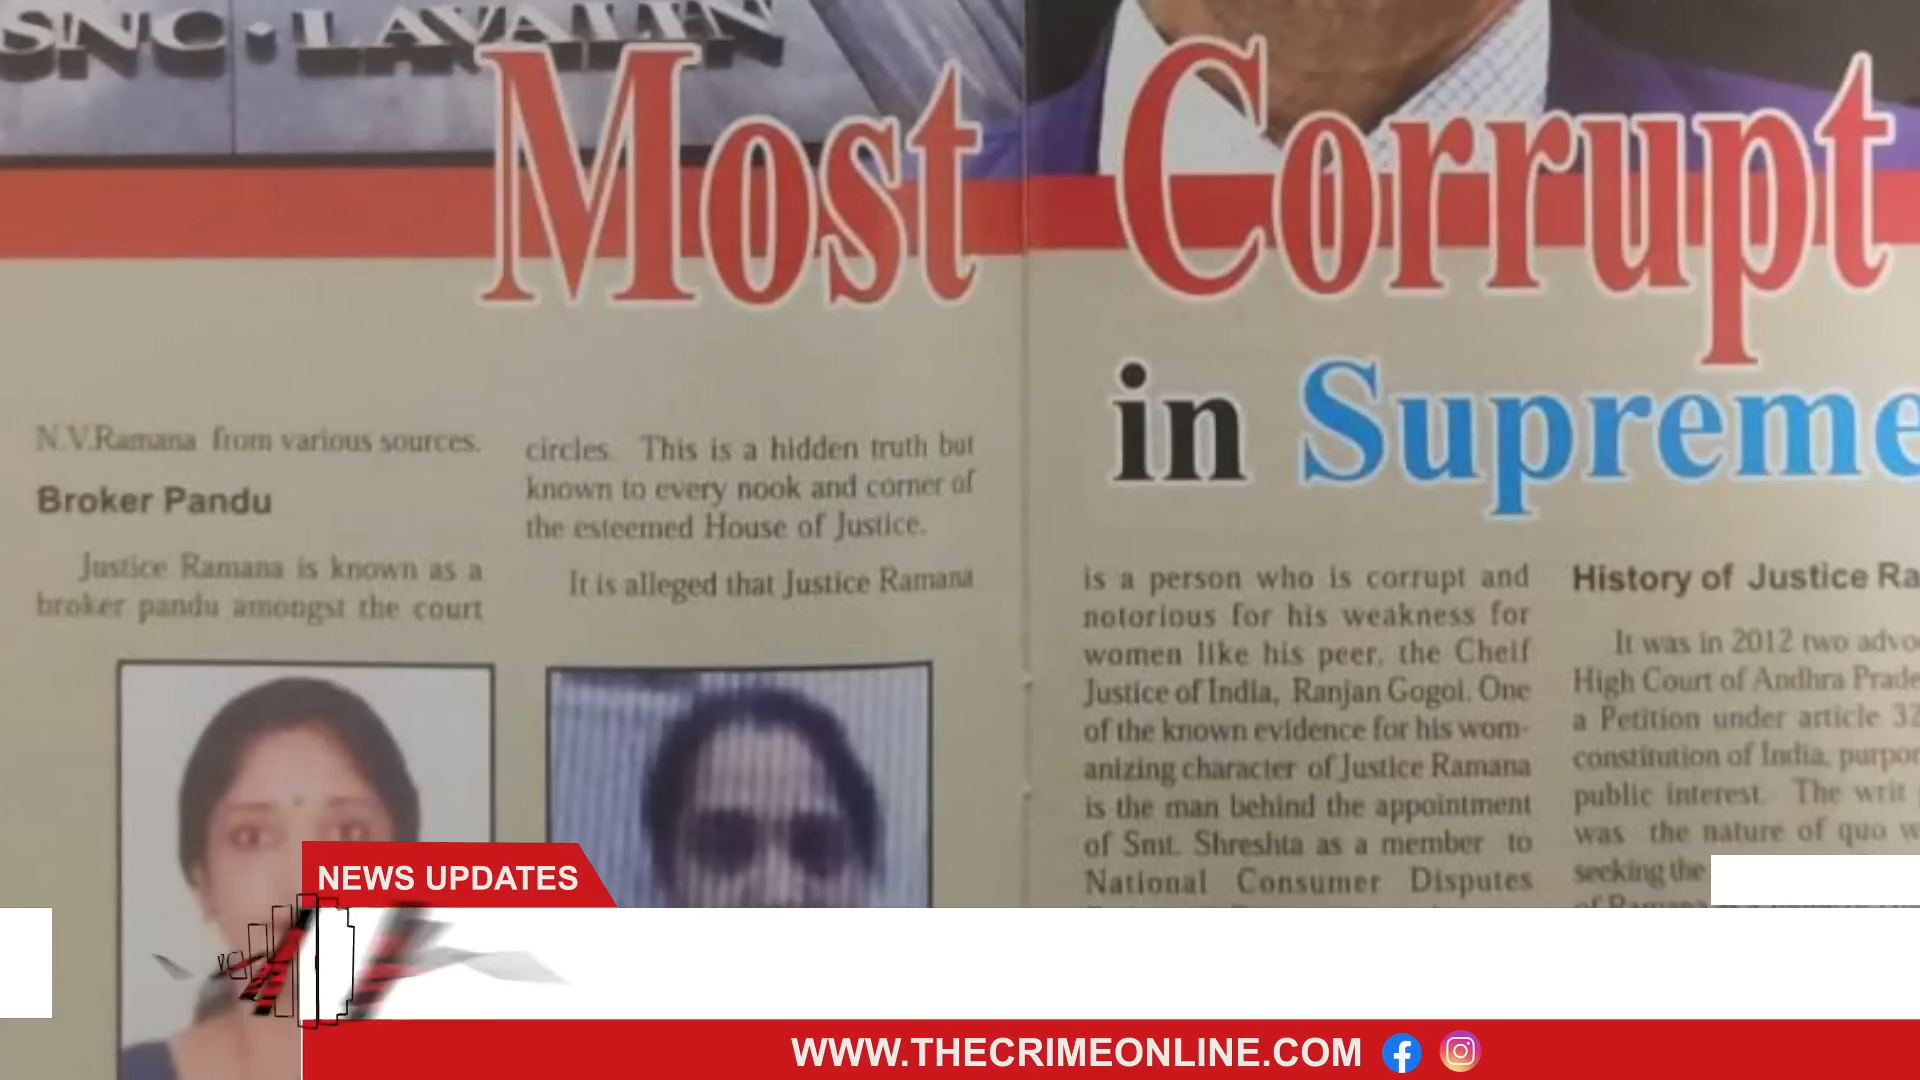 SNC · LAVALIN
Most Corrupt
in Supreme
N.V.Ramana from various sources.
Broker Pandu
Justice Ramana is known as a
broker pandu amongst the court
circles. This is a hidden truth but
known to every nook and corner of
the esteemed House of Justice.
It is alleged that Justice Ramana
is a person who is corrupt and
notorious for his weakness for
women like his peer, the Cheif
Justice of India, Ranjan Gogoi. One
of the known evidence for his wom-
anizing character of Justice Ramana
is the man behind the appointment
of Smt. Shreshta as a member to
National Consumer Disputes
History of Justice Ra
It was in 2012 two advo
High Court of Andhra Prade
a Petition under article 32
constitution of India, purpor
public interest. The writ
was the nature of quo w
seeking the
of Ramana
NEWS UPDATES
WWW.THECRIMEONLINE.COM